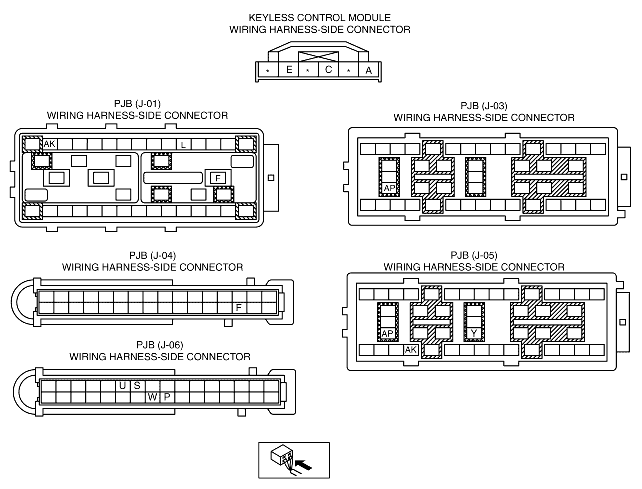 KEYLESS CONTROL MODULE
WIRING HARNESS-SIDE CONNECTOR
* E * C * A
PJB (J-01)
WIRING HARNESS-SIDE CONNECTOR
AK L
F
PJB (J-03)
WIRING HARNESS-SIDE CONNECTOR
AP
PJB (J-04)
WIRING HARNESS-SIDE CONNECTOR
F
PJB (J-05)
WIRING HARNESS-SIDE CONNECTOR
AP Y
AK
PJB (J-06)
WIRING HARNESS-SIDE CONNECTOR
U S
W P